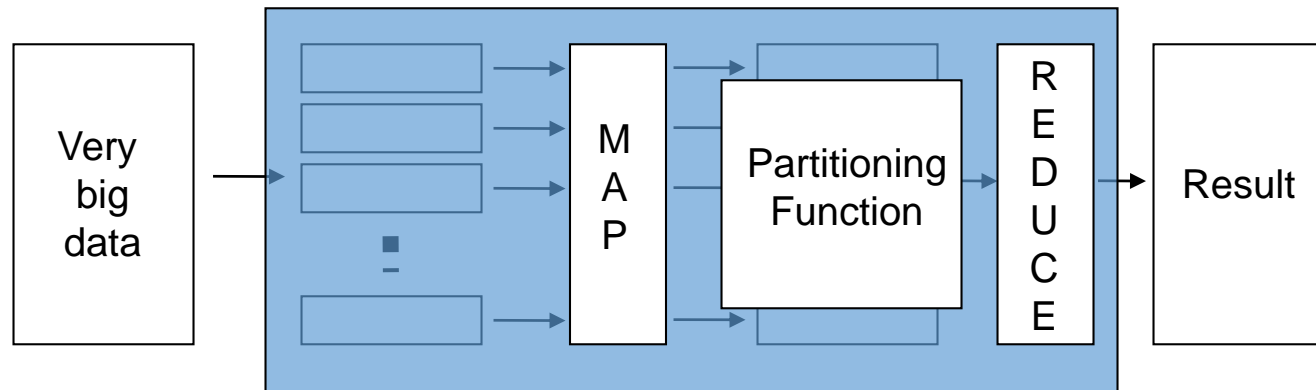 Very
big
data
M
A
P
Partitioning
Function
R
E
D
U
C
E
Result